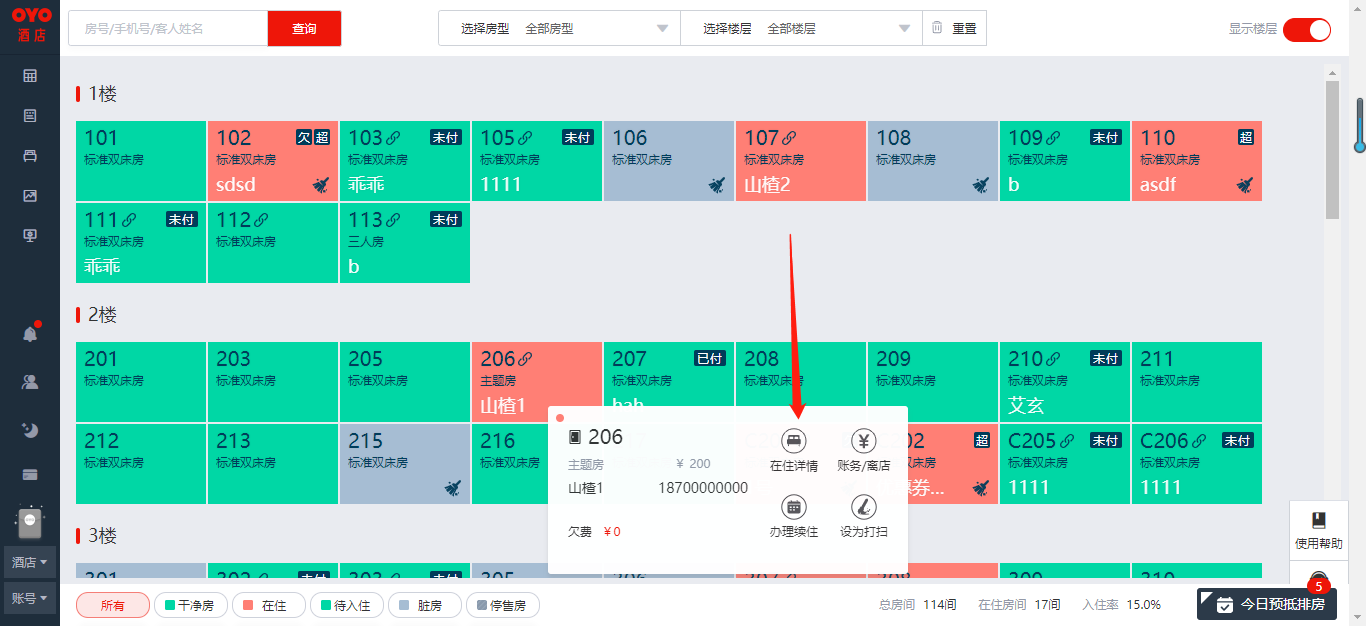 OYO
酒店
房号/手机号/客人姓名 查询 选择房型 全部房型 选择楼层 全部楼层 重置 显示楼层
1楼
101 标准双床房
102 欠 超 标准双床房 sdsd
103 未付 标准双床房 乖乖
105 未付 标准双床房 1111
106 标准双床房
107 标准双床房 山楂2
108 标准双床房
109 未付 标准双床房 b
110 超 标准双床房 asdf
111 未付 标准双床房 乖乖
112 标准双床房
113 未付 三人房 b
2楼
201 标准双床房
203 标准双床房
205 标准双床房
206 主题房 山楂1
207 已付 标准双床房 bab
208 标准双床房
209 标准双床房
210 未付 标准双床房 艾玄
211 标准双床房
212 标准双床房
213 标准双床房
215 标准双床房
216 标准双床房
206
主题房 ¥ 200
山楂1 18700000000
欠费 ¥0
在住详情 账务/离店
办理续住 设为打扫
02 超 床房 券...
C205 未付 标准双床房 1111
C206 未付 标准双床房 1111
3楼
201 202 未付 203 未付 205 206 207 208 209 210
使用帮助
酒店
账号
所有 干净房 在住 待入住 脏房 停售房
总房间 114间 在住房间 17间 入住率 15.0%
5
今日预抵排房